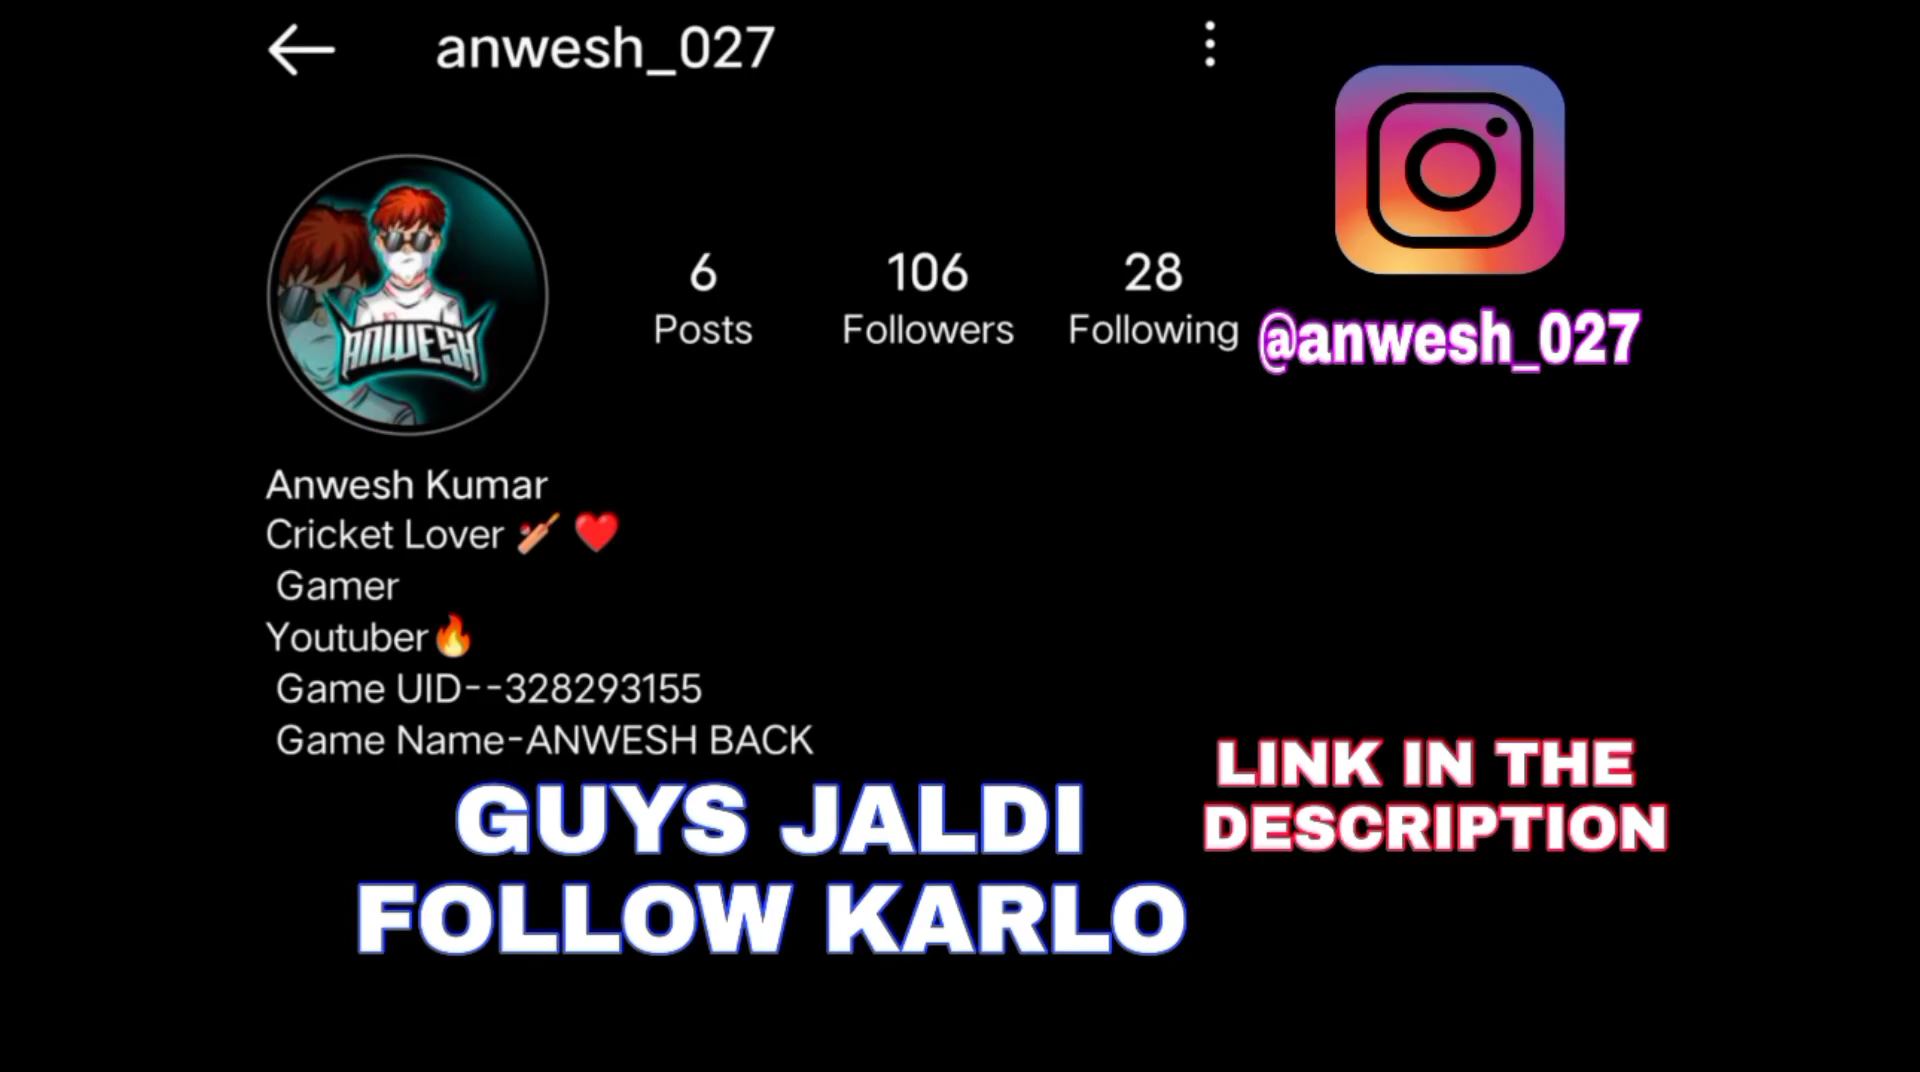 anwesh_027
ANWESH
6
Posts
106
Followers
28
Following
@anwesh_027
Anwesh Kumar
Cricket Lover 🏏 ❤️
Gamer
Youtuber🔥
Game UID--328293155
Game Name-ANWESH BACK
GUYS JALDI
FOLLOW KARLO
LINK IN THE
DESCRIPTION